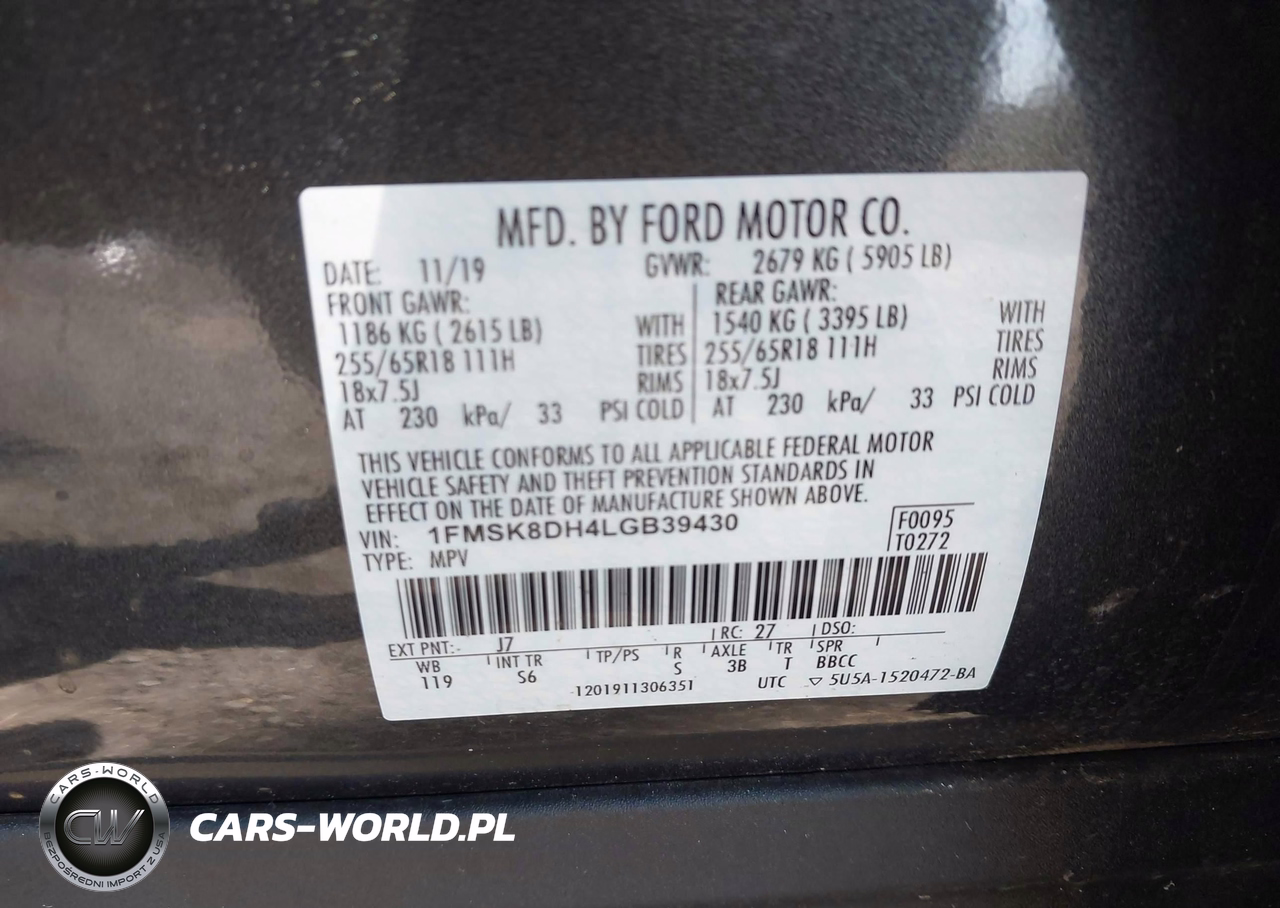 MFD. BY FORD MOTOR CO.
DATE: 11/19 GVWR: 2679 KG ( 5905 LB)
FRONT GAWR: REAR GAWR:
1186 KG ( 2615 LB) WITH 1540 KG ( 3395 LB) WITH
255/65R18 111H TIRES 255/65R18 111H TIRES
18x7.5J RIMS 18x7.5J RIMS
AT 230 kPa/ 33 PSI COLD AT 230 kPa/ 33 PSI COLD
THIS VEHICLE CONFORMS TO ALL APPLICABLE FEDERAL MOTOR
VEHICLE SAFETY AND THEFT PREVENTION STANDARDS IN
EFFECT ON THE DATE OF MANUFACTURE SHOWN ABOVE.
VIN: 1FMSK8DH4LGB39430 F0095
TYPE: MPV T0272
EXT PNT: J7 RC: 27 DSO:
WB INT TR TP/PS R AXLE TR SPR
119 S6 S 3B T BBCC
1201911306351 UTC ▽ 5U5A-1520472-BA
CARS-WORLD
CW
BEZPOŚREDNI IMPORT Z USA
CARS-WORLD.PL